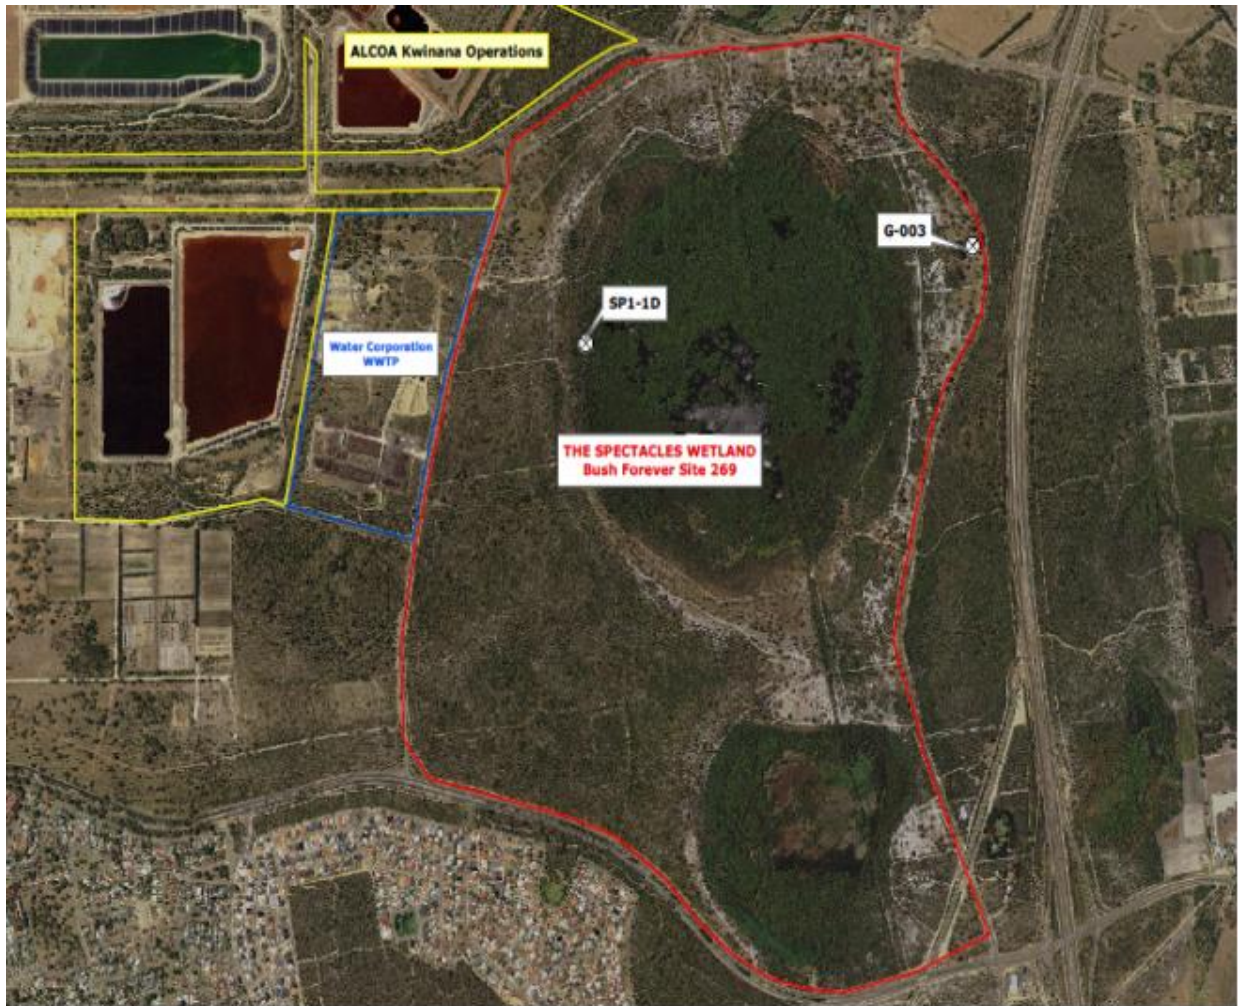 ALCOA Kwinana Operations
G-003
SP1-1D
Water Corporation
WWTP
THE SPECTACLES WETLAND
Bush Forever Site 269